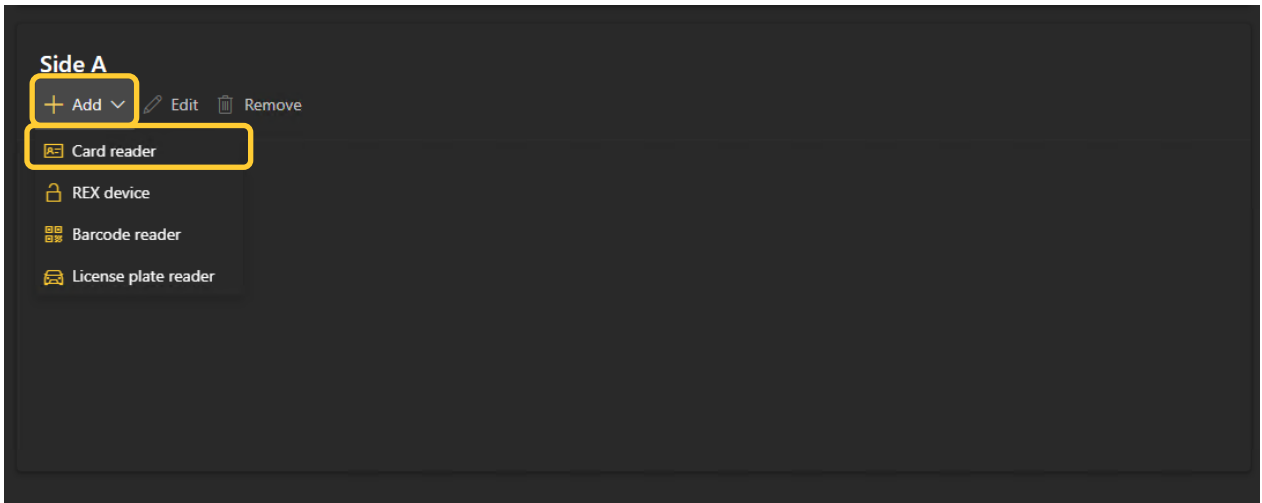 Side A
Add Edit Remove
Card reader
REX device
Barcode reader
License plate reader